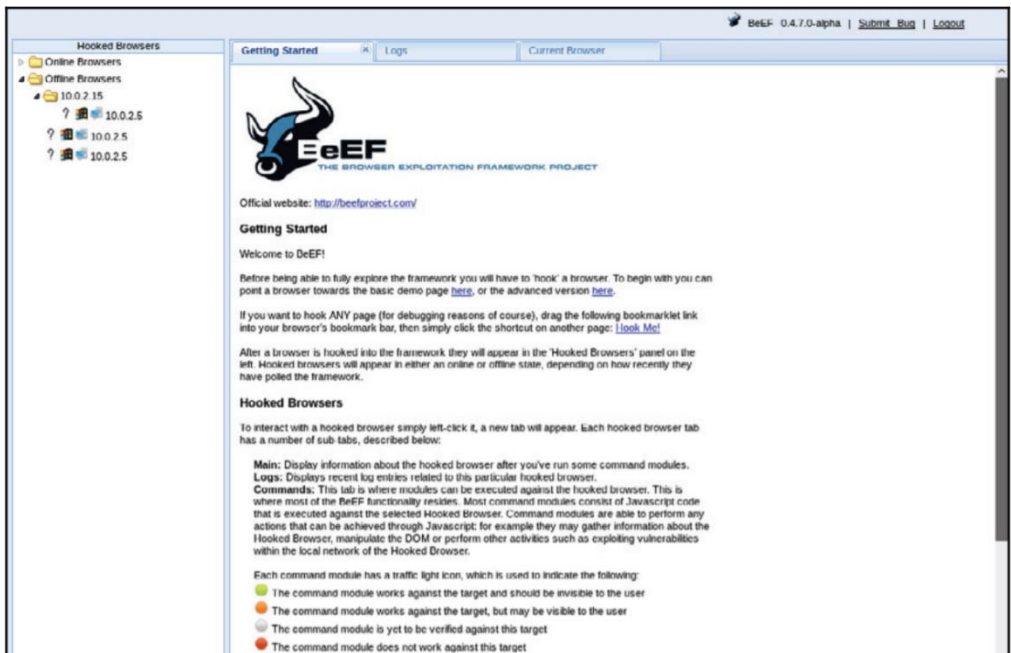 BeEF 0.4.7.0-alpha | Submit Bug | Logout
Hooked Browsers
Online Browsers
Offline Browsers
10.0.2.15
? 10.0.2.5
? 10.0.2.5
? 10.0.2.5
Getting Started
Logs
Current Browser
BeEF
THE BROWSER EXPLOITATION FRAMEWORK PROJECT
Official website: http://beefproject.com/
Getting Started
Welcome to BeEF!
Before being able to fully explore the framework you will have to 'hook' a browser. To begin with you can
point a browser towards the basic demo page here, or the advanced version here.
If you want to hook ANY page (for debugging reasons of course), drag the following bookmarklet link
into your browser's bookmark bar, then simply click the shortcut on another page: Hook Me!
After a browser is hooked into the framework they will appear in the 'Hooked Browsers' panel on the
left. Hooked browsers will appear in either an online or offline state, depending on how recently they
have polled the framework.
Hooked Browsers
To interact with a hooked browser simply left-click it, a new tab will appear. Each hooked browser tab
has a number of sub-tabs, described below:
Main: Display information about the hooked browser after you've run some command modules.
Logs: Displays recent log entries related to this particular hooked browser.
Commands: This tab is where modules can be executed against the hooked browser. This is
where most of the BeEF functionality resides. Most command modules consist of Javascript code
that is executed against the selected Hooked Browser. Command modules are able to perform any
actions that can be achieved through Javascript: for example they may gather information about the
Hooked Browser, manipulate the DOM or perform other activities such as exploiting vulnerabilities
within the local network of the Hooked Browser.
Each command module has a traffic light icon, which is used to indicate the following:
The command module works against the target and should be invisible to the user
The command module works against the target, but may be visible to the user
The command module is yet to be verified against this target
The command module does not work against this target